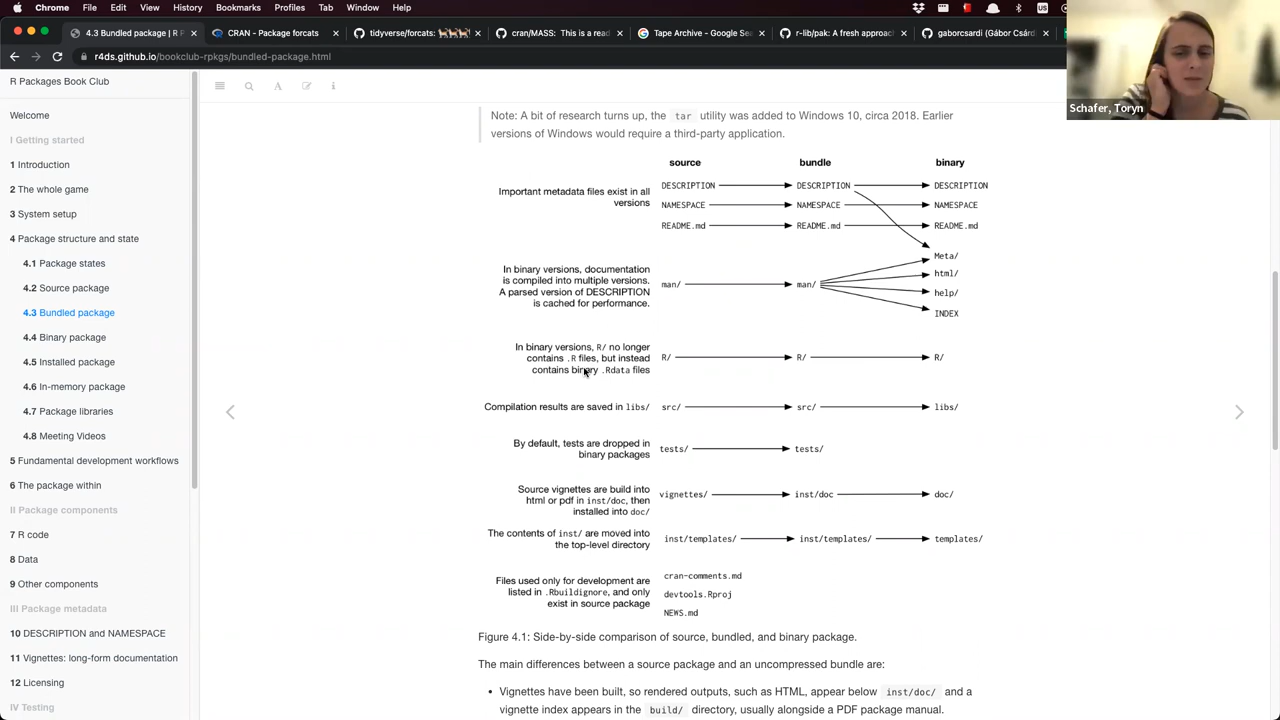 Chrome File Edit View History Bookmarks Profiles Tab Window Help
4.3 Bundled package | R P
CRAN - Package forcats
tidyverse/forcats:
cran/MASS: This is a read
Tape Archive - Google Sea
r-lib/pak: A fresh approac
gaborcsardi (Gábor Csárd
r4ds.github.io/bookclub-rpkgs/bundled-package.html
Schafer, Toryn
R Packages Book Club
Welcome
I Getting started
1 Introduction
2 The whole game
3 System setup
4 Package structure and state
4.1 Package states
4.2 Source package
4.3 Bundled package
4.4 Binary package
4.5 Installed package
4.6 In-memory package
4.7 Package libraries
4.8 Meeting Videos
5 Fundamental development workflows
6 The package within
II Package components
7 R code
8 Data
9 Other components
III Package metadata
10 DESCRIPTION and NAMESPACE
11 Vignettes: long-form documentation
12 Licensing
IV Testing
Note: A bit of research turns up, the tar utility was added to Windows 10, circa 2018. Earlier
versions of Windows would require a third-party application.
source bundle binary
Important metadata files exist in all
versions
DESCRIPTION DESCRIPTION DESCRIPTION
NAMESPACE NAMESPACE NAMESPACE
README.md README.md README.md
In binary versions, documentation
is compiled into multiple versions.
A parsed version of DESCRIPTION
is cached for performance.
man/ man/
Meta/
html/
help/
INDEX
In binary versions, R/ no longer
contains .R files, but instead
contains binary .Rdata files
R/ R/ R/
Compilation results are saved in libs/ src/ src/ libs/
By default, tests are dropped in
binary packages
tests/ tests/
Source vignettes are build into
html or pdf in inst/doc, then
installed into doc/
vignettes/ inst/doc doc/
The contents of inst/ are moved into
the top-level directory
inst/templates/ inst/templates/ templates/
Files used only for development are
listed in .Rbuildignore, and only
exist in source package
cran-comments.md
devtools.Rproj
NEWS.md
Figure 4.1: Side-by-side comparison of source, bundled, and binary package.
The main differences between a source package and an uncompressed bundle are:
• Vignettes have been built, so rendered outputs, such as HTML, appear below inst/doc/ and a
vignette index appears in the build/ directory, usually alongside a PDF package manual.